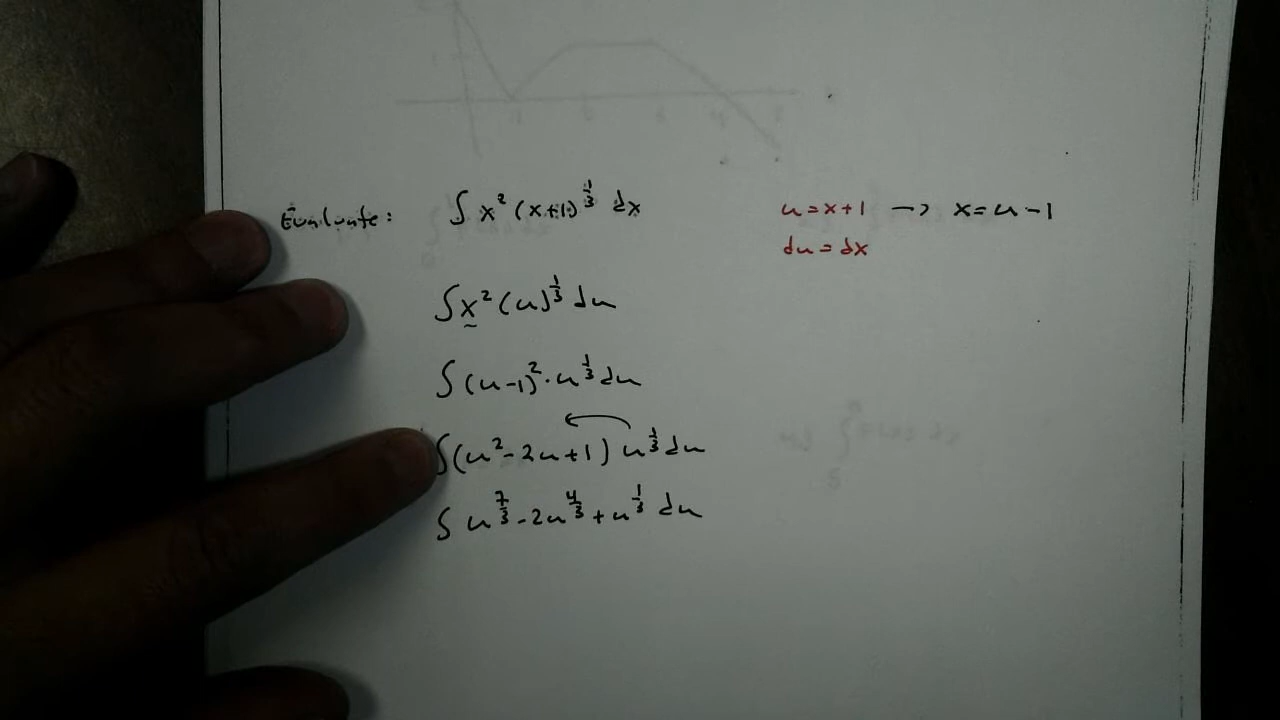 Evaluate: ∫ x² (x+1)^{1/3} dx u = x+1 → x = u - 1
du = dx
∫ x² (u)^{1/3} du
∫ (u-1)² · u^{1/3} du
∫ (u² - 2u + 1) u^{1/3} du
∫ u^{7/3} - 2u^{4/3} + u^{1/3} du